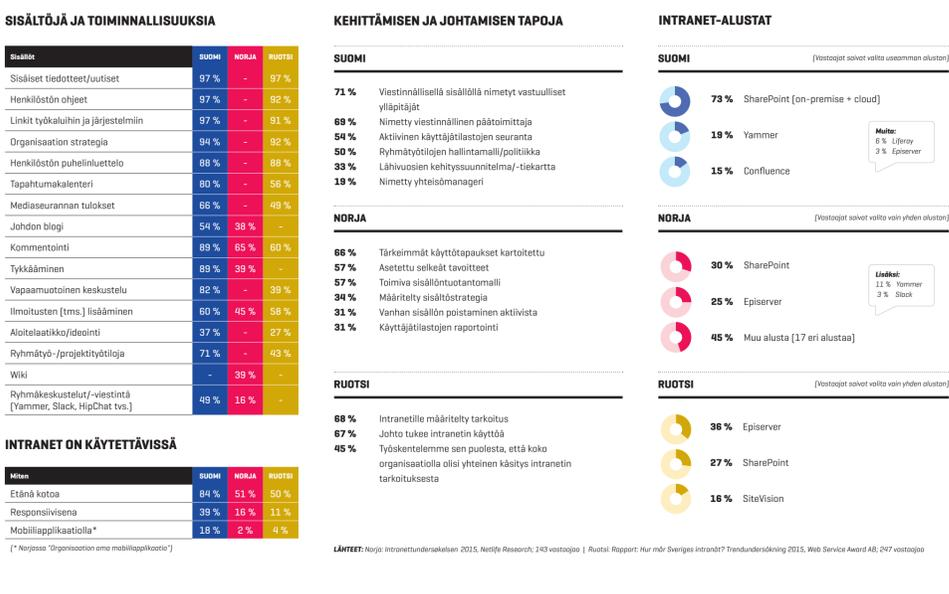 SISÄLTÖJÄ JA TOIMINNALLISUUKSIA
Sisällöt SUOMI NORJA RUOTSI
Sisäiset tiedotteet/uutiset 97 % - 97 %
Henkilöstön ohjeet 97 % - 92 %
Linkit työkaluihin ja järjestelmiin 97 % - 91 %
Organisaation strategia 94 % - 92 %
Henkilöstön puhelinluettelo 88 % - 88 %
Tapahtumakalenteri 80 % - 56 %
Mediaseurannan tulokset 66 % - 49 %
Johdon blogi 54 % 38 % -
Kommentointi 89 % 65 % 60 %
Tykkääminen 89 % 39 % -
Vapaamuotoinen keskustelu 82 % - 39 %
Ilmoitusten (tms.) lisääminen 60 % 45 % 58 %
Aloitelaatikko/ideointi 37 % - 27 %
Ryhmätyö-/projektityötiloja 71 % - 43 %
Wiki - 39 % -
Ryhmäkeskustelut/-viestintä
(Yammer, Slack, HipChat tvs.) 49 % 16 % -
INTRANET ON KÄYTETTÄVISSÄ
Miten SUOMI NORJA RUOTSI
Etänä kotoa 84 % 51 % 50 %
Responsiivisena 39 % 16 % 11 %
Mobiiliapplikaatiolla* 18 % 2 % 4 %
(* Norjassa "Organisaation oma mobiiliapplikaatio")
KEHITTÄMISEN JA JOHTAMISEN TAPOJA
SUOMI
71 % Viestinnällisellä sisällöllä nimetyt vastuulliset
ylläpitäjät
69 % Nimetty viestinnällinen päätoimittaja
54 % Aktiivinen käyttäjätilastojen seuranta
50 % Ryhmätyötilojen hallintamalli/politiikka
33 % Lähivuosien kehityssuunnitelma/-tiekartta
19 % Nimetty yhteisömanageri
NORJA
66 % Tärkeimmät käyttötapaukset kartoitettu
57 % Asetettu selkeät tavoitteet
57 % Toimiva sisällöntuotantomalli
34 % Määritelty sisältöstrategia
31 % Vanhan sisällön poistaminen aktiivista
31 % Käyttäjätilastojen raportointi
RUOTSI
68 % Intranetille määritelty tarkoitus
67 % Johto tukee intranetin käyttöä
45 % Työskentelemme sen puolesta, että koko
organisaatiolla olisi yhteinen käsitys intranetin
tarkoituksesta
INTRANET-ALUSTAT
SUOMI (Vastaajat saivat valita useamman alustan)
73 % SharePoint (on-premise + cloud)
19 % Yammer
15 % Confluence
Muita:
6 % Liferay
3 % Episerver
NORJA (Vastaajat saivat valita vain yhden alustan)
30 % SharePoint
25 % Episerver
45 % Muu alusta (17 eri alustaa)
Lisäksi:
11 % Yammer
3 % Slack
RUOTSI (Vastaajat saivat valita vain yhden alustan)
36 % Episerver
27 % SharePoint
16 % SiteVision
LÄHTEET: Norja: Intranettundersøkelsen 2015, Netlife Research; 143 vastaajaa | Ruotsi: Rapport: Hur mår Sveriges intranät? Trendundersökning 2015, Web Service Award AB; 247 vastaajaa